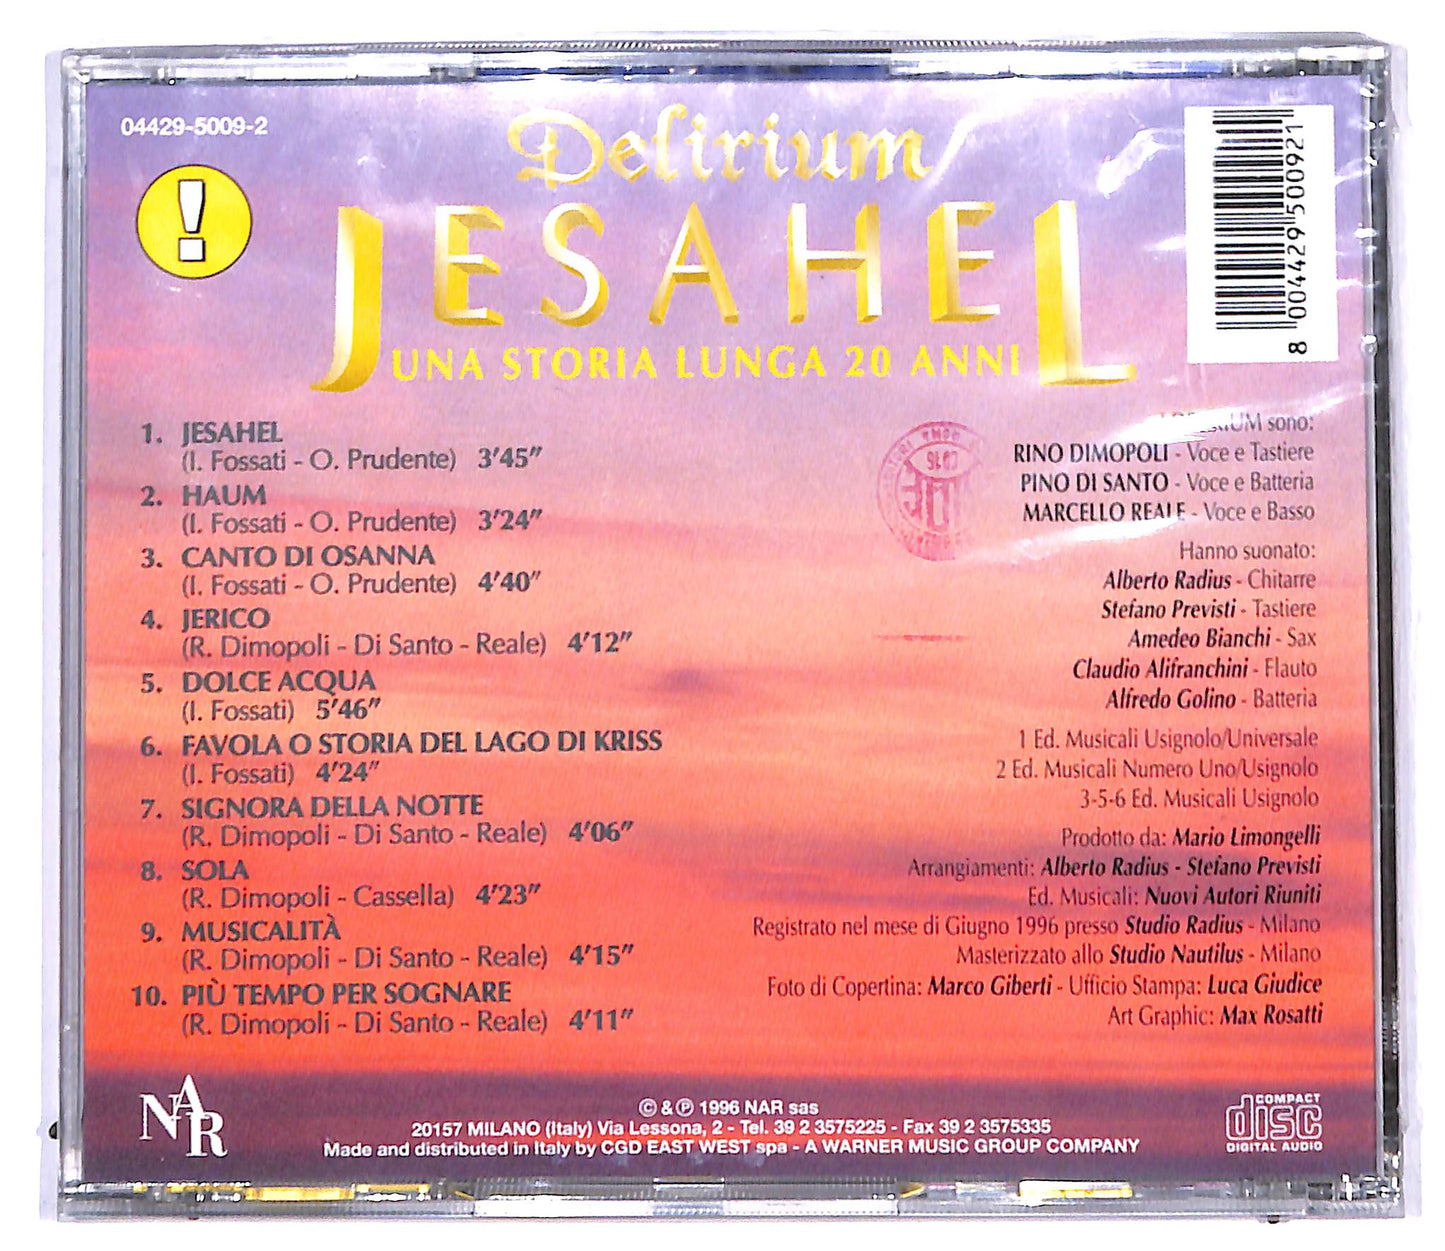 04429-5009-2
Delirium
JESAHEL
UNA STORIA LUNGA 20 ANNI
8 004429 500921
1. JESAHEL
(I. Fossati - O. Prudente) 3'45"
2. HAUM
(I. Fossati - O. Prudente) 3'24"
3. CANTO DI OSANNA
(I. Fossati - O. Prudente) 4'40"
4. JERICO
(R. Dimopoli - Di Santo - Reale) 4'12"
5. DOLCE ACQUA
(I. Fossati) 5'46"
6. FAVOLA O STORIA DEL LAGO DI KRISS
(I. Fossati) 4'24"
7. SIGNORA DELLA NOTTE
(R. Dimopoli - Di Santo - Reale) 4'06"
8. SOLA
(R. Dimopoli - Cassella) 4'23"
9. MUSICALITÀ
(R. Dimopoli - Di Santo - Reale) 4'15"
10. PIÙ TEMPO PER SOGNARE
(R. Dimopoli - Di Santo - Reale) 4'11"
sono:
RINO DIMOPOLI - Voce e Tastiere
PINO DI SANTO - Voce e Batteria
MARCELLO REALE - Voce e Basso
Hanno suonato:
Alberto Radius - Chitarre
Stefano Previsti - Tastiere
Amedeo Bianchi - Sax
Claudio Alifranchini - Flauto
Alfredo Golino - Batteria
1 Ed. Musicali Usignolo/Universale
2 Ed. Musicali Numero Uno/Usignolo
3-5-6 Ed. Musicali Usignolo
Prodotto da: Mario Limongelli
Arrangiamenti: Alberto Radius - Stefano Previsti
Ed. Musicali: Nuovi Autori Riuniti
Registrato nel mese di Giugno 1996 presso Studio Radius - Milano
Masterizzato allo Studio Nautilus - Milano
Foto di Copertina: Marco Giberti - Ufficio Stampa: Luca Giudice
Art Graphic: Max Rosatti
NAR
© & ℗ 1996 NAR sas
20157 MILANO (Italy) Via Lessona, 2 - Tel. 39 2 3575225 - Fax 39 2 3575335
Made and distributed in Italy by CGD EAST WEST spa - A WARNER MUSIC GROUP COMPANY
COMPACT
disc
DIGITAL AUDIO